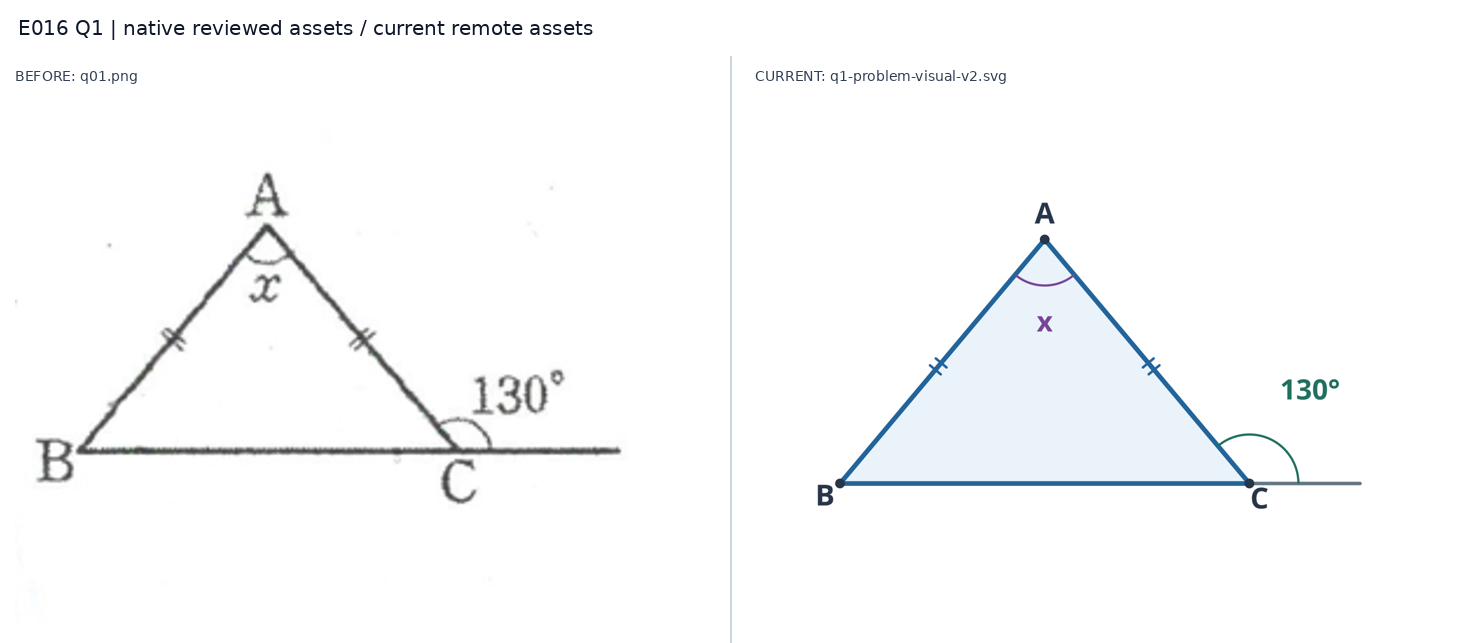 E016 Q1 | native reviewed assets / current remote assets
BEFORE: q01.png
A
x
130°
B
C
CURRENT: q1-problem-visual-v2.svg
A
x
130°
B
C